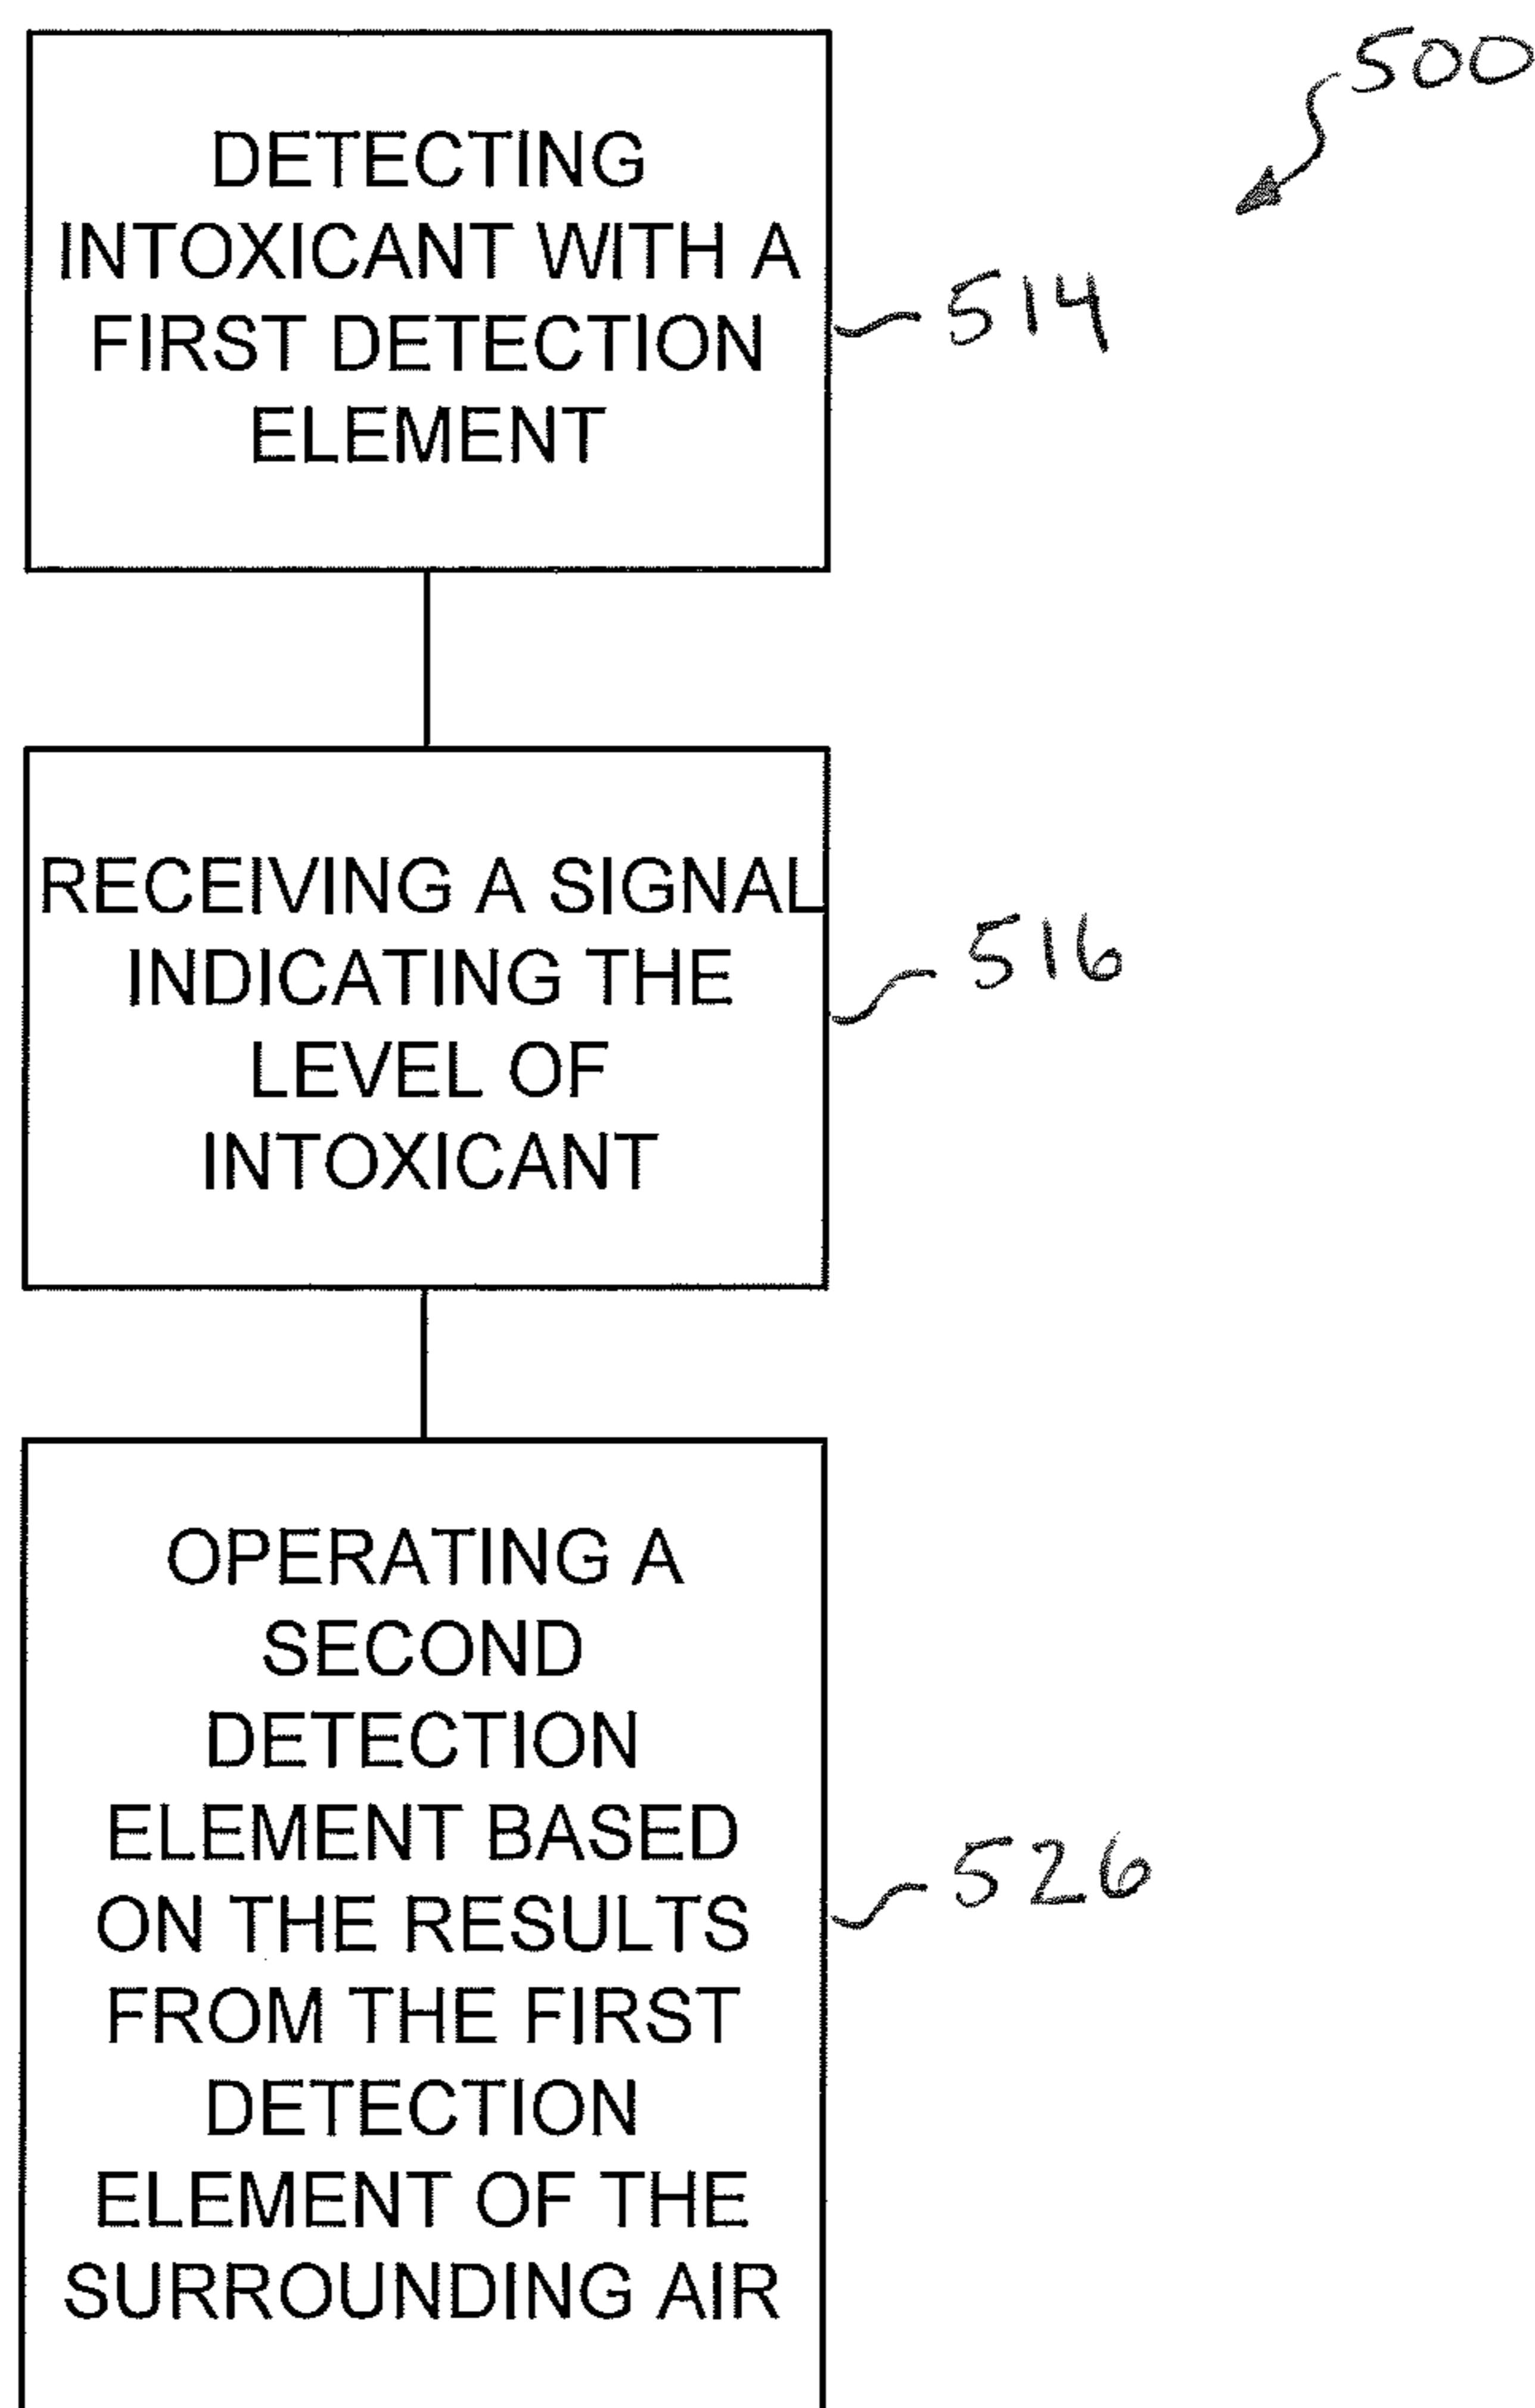 500
DETECTING
INTOXICANT WITH A
FIRST DETECTION
ELEMENT
514
RECEIVING A SIGNAL
INDICATING THE
LEVEL OF
INTOXICANT
516
OPERATING A
SECOND
DETECTION
ELEMENT BASED
ON THE RESULTS
FROM THE FIRST
DETECTION
ELEMENT OF THE
SURROUNDING AIR
526